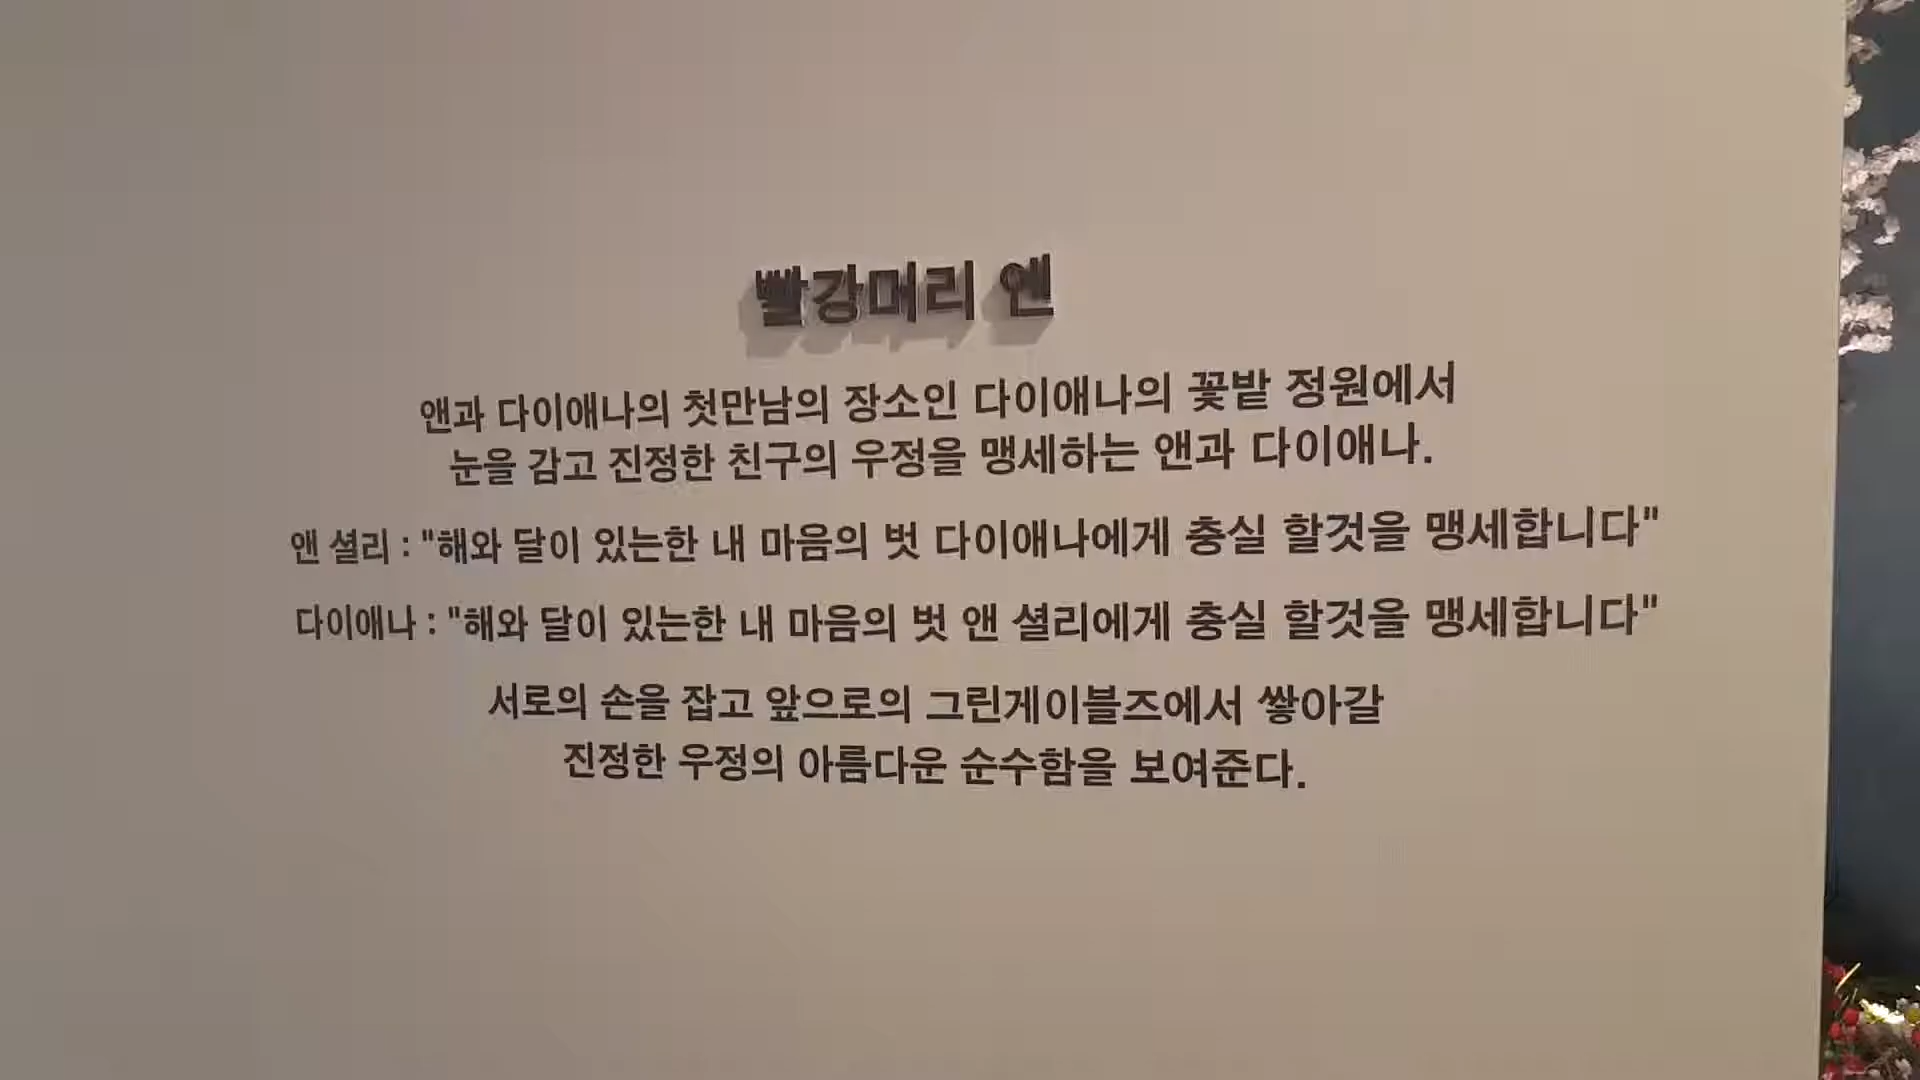 빨강머리 앤
앤과 다이애나의 첫만남의 장소인 다이애나의 꽃밭 정원에서
눈을 감고 진정한 친구의 우정을 맹세하는 앤과 다이애나.
앤 셜리 : "해와 달이 있는한 내 마음의 벗 다이애나에게 충실 할것을 맹세합니다"
다이애나 : "해와 달이 있는한 내 마음의 벗 앤 셜리에게 충실 할것을 맹세합니다"
서로의 손을 잡고 앞으로의 그린게이블즈에서 쌓아갈
진정한 우정의 아름다운 순수함을 보여준다.